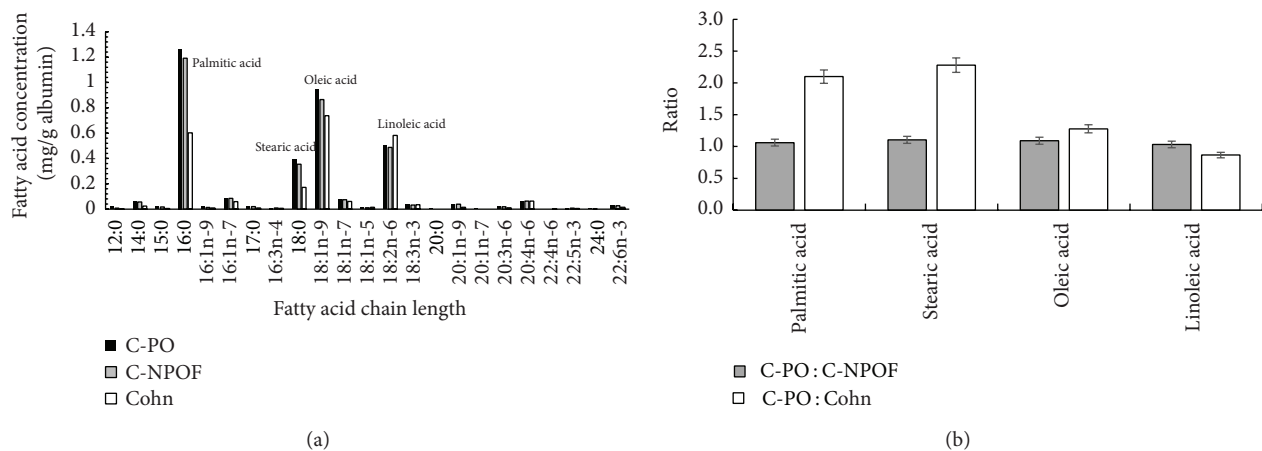 Fatty acid concentration
(mg/g albumin)
1.4
1.2
1
0.8
0.6
0.4
0.2
0
Palmitic acid
Stearic acid
Oleic acid
Linoleic acid
12:0
14:0
15:0
16:0
16:1n-9
16:1n-7
17:0
16:3n-4
18:0
18:1n-9
18:1n-7
18:1n-5
18:2n-6
18:3n-3
20:0
20:1n-9
20:1n-7
20:3n-6
20:4n-6
22:4n-6
22:5n-3
24:0
22:6n-3
Fatty acid chain length
C-PO
C-NPOF
Cohn
(a)
Ratio
3.0
2.5
2.0
1.5
1.0
0.5
0.0
Palmitic acid
Stearic acid
Oleic acid
Linoleic acid
C-PO : C-NPOF
C-PO : Cohn
(b)